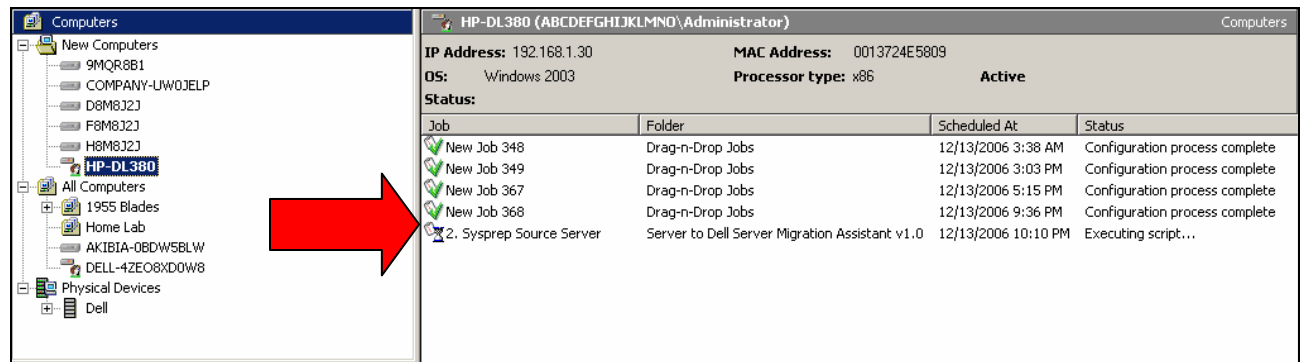 Computers
New Computers
9MQR8B1
COMPANY-UW0JELP
D8M8J2J
F8M8J2J
H8M8J2J
HP-DL380
All Computers
1955 Blades
Home Lab
AKIBIA-0BDW5BLW
DELL-4ZEO8XD0W8
Physical Devices
Dell
HP-DL380 (ABCDEFGHIJKLMNO\Administrator) Computers
IP Address: 192.168.1.30 MAC Address: 0013724E5809
OS: Windows 2003 Processor type: x86 Active
Status:
Job Folder Scheduled At Status
New Job 348 Drag-n-Drop Jobs 12/13/2006 3:38 AM Configuration process complete
New Job 349 Drag-n-Drop Jobs 12/13/2006 3:03 PM Configuration process complete
New Job 367 Drag-n-Drop Jobs 12/13/2006 5:15 PM Configuration process complete
New Job 368 Drag-n-Drop Jobs 12/13/2006 9:36 PM Configuration process complete
2. Sysprep Source Server Server to Dell Server Migration Assistant v1.0 12/13/2006 10:10 PM Executing script...